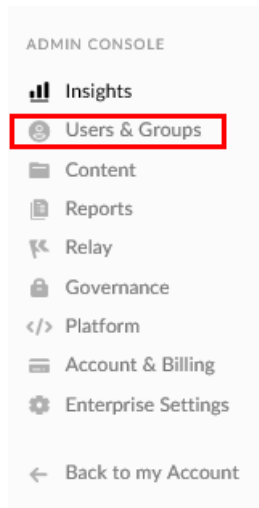 ADMIN CONSOLE
Insights
Users & Groups
Content
Reports
Relay
Governance
Platform
Account & Billing
Enterprise Settings
Back to my Account